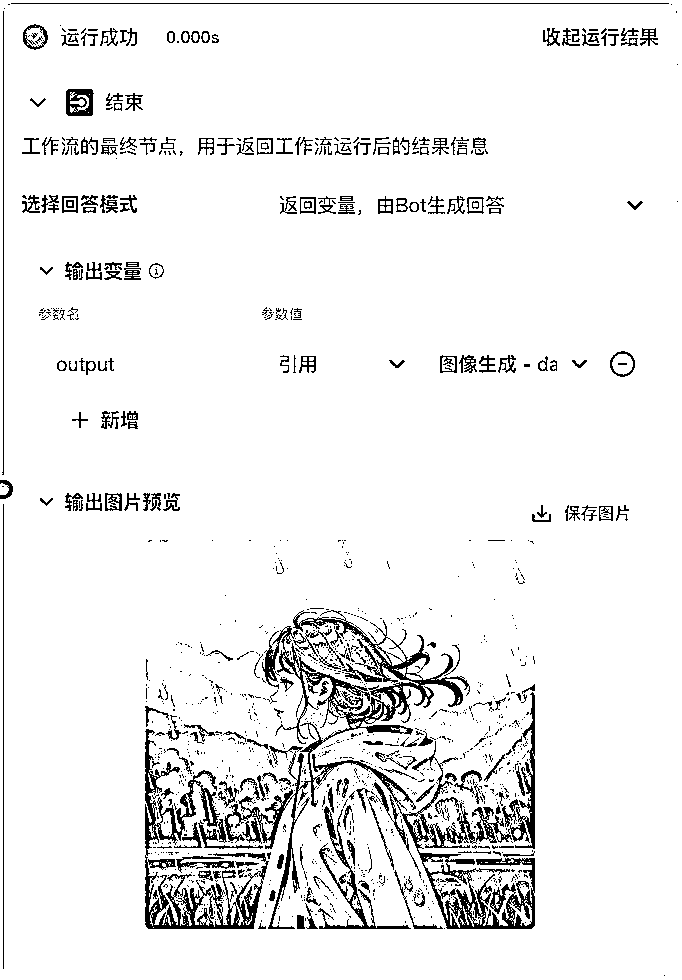 运行成功 0.000s 收起运行结果
结束
工作流的最终节点，用于返回工作流运行后的结果信息
选择回答模式 返回变量，由Bot生成回答
输出变量
参数名 参数值
output 引用 图像生成 - da
新增
输出图片预览
保存图片